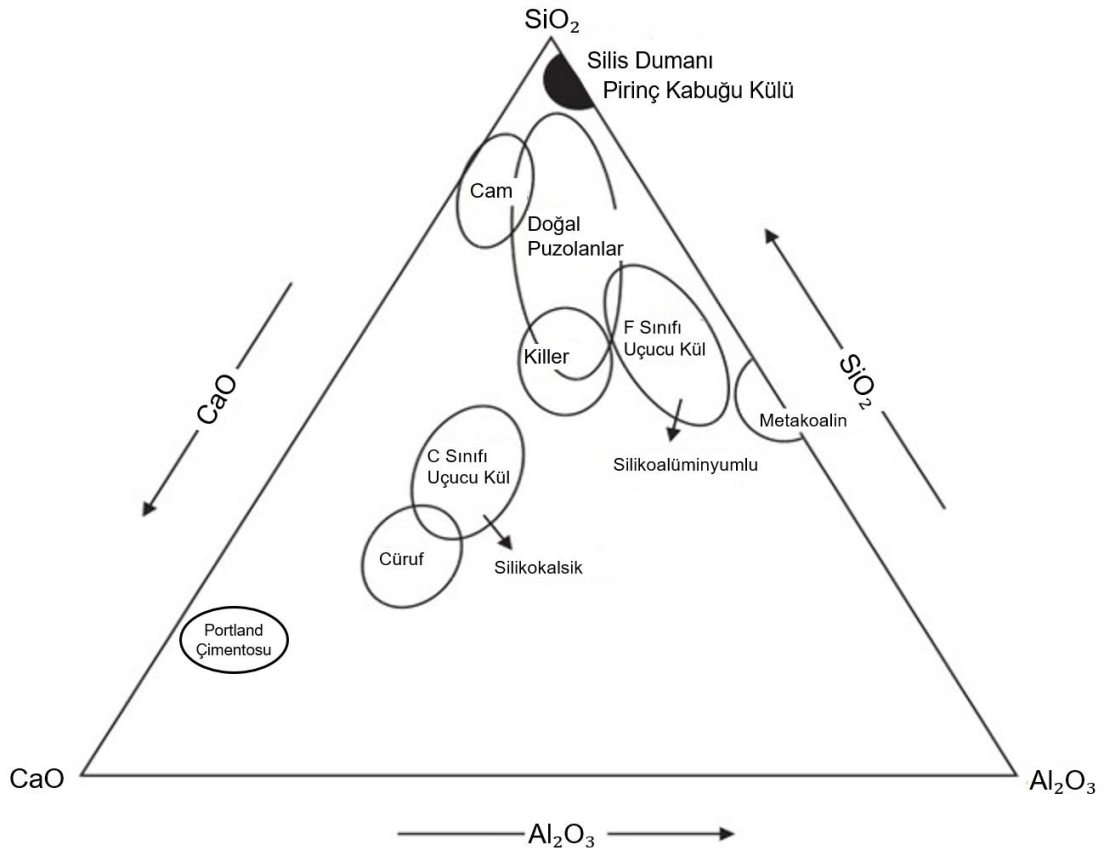 SiO₂
Silis Dumanı
Pirinç Kabuğu Külü
Cam
Doğal
Puzolanlar
F Sınıfı
Uçucu Kül
Killer
CaO
SiO₂
Metakoalin
C Sınıfı
Uçucu Kül
Silikoalüminyumlu
Cüruf
Silikokalsik
Portland
Çimentosu
CaO
Al₂O₃
Al₂O₃